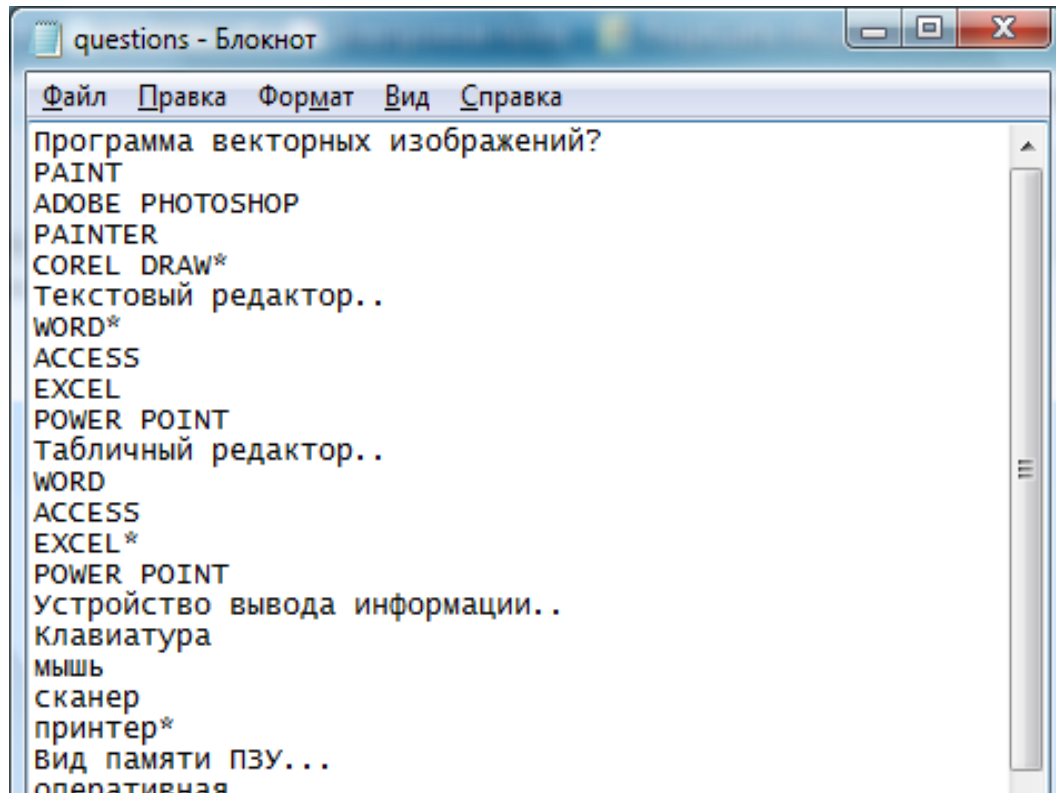 questions - Блокнот
Файл Правка Формат Вид Справка
Программа векторных изображений?
PAINT
ADOBE PHOTOSHOP
PAINTER
COREL DRAW*
Текстовый редактор..
WORD*
ACCESS
EXCEL
POWER POINT
Табличный редактор..
WORD
ACCESS
EXCEL*
POWER POINT
Устройство вывода информации..
Клавиатура
мышь
сканер
принтер*
Вид памяти ПЗУ...
оперативная